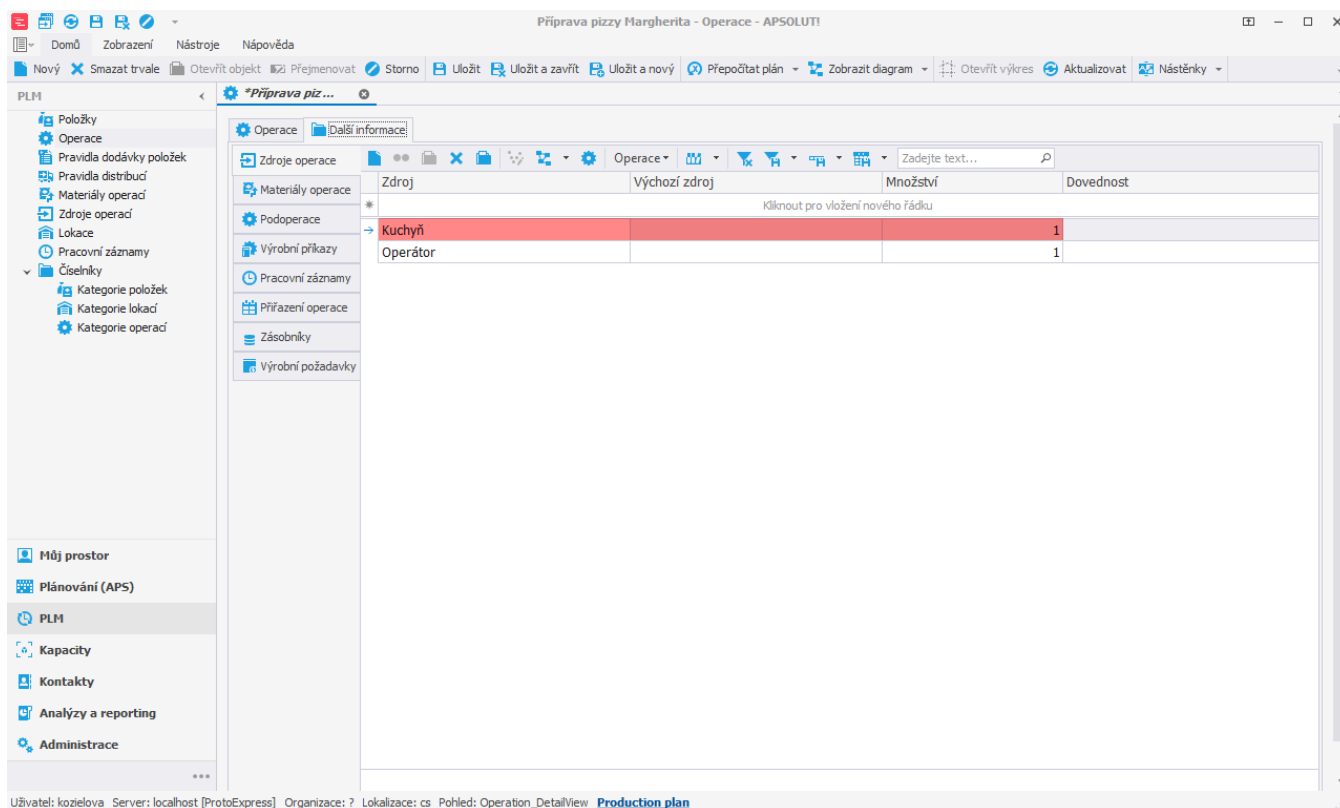 Příprava pizzy Margherita - Operace - APSOLUT!
Domů Zobrazení Nástroje Nápověda
Nový Smazat trvale Otevřít objekt Přejmenovat Storno Uložit Uložit a zavřít Uložit a nový Přepočítat plán Zobrazit diagram Otevřít výkres Aktualizovat Nástěnky
PLM
*Příprava piz...
Položky
Operace
Pravidla dodávky položek
Pravidla distribucí
Materiály operací
Zdroje operací
Lokace
Pracovní záznamy
Číselníky
Kategorie položek
Kategorie lokací
Kategorie operací
Můj prostor
Plánování (APS)
PLM
Kapacity
Kontakty
Analýzy a reporting
Administrace
Operace Další informace
Zdroje operace
Materiály operace
Podoperace
Výrobní příkazy
Pracovní záznamy
Přiřazení operace
Zásobníky
Výrobní požadavky
Operace Zadejte text...
Zdroj Výchozí zdroj Množství Dovednost
Kliknout pro vložení nového řádku
Kuchyň 1
Operátor 1
Uživatel: kozielova Server: localhost [ProtoExpress] Organizace: ? Lokalizace: cs Pohled: Operation_DetailView Production plan